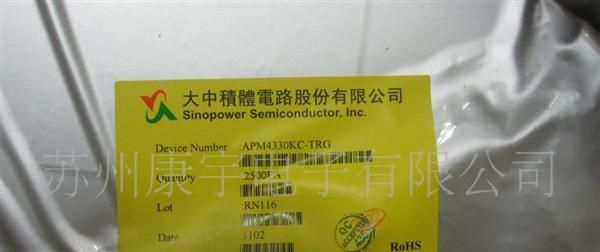 大中積體電路股份有限公司
Sinopower Semiconductor, Inc.
Device Number :APM4330KC-TRG
苏州康宇电子有限公司
Quantity :2500EA
Lot :RN116
Date :1102
QC
RoHS